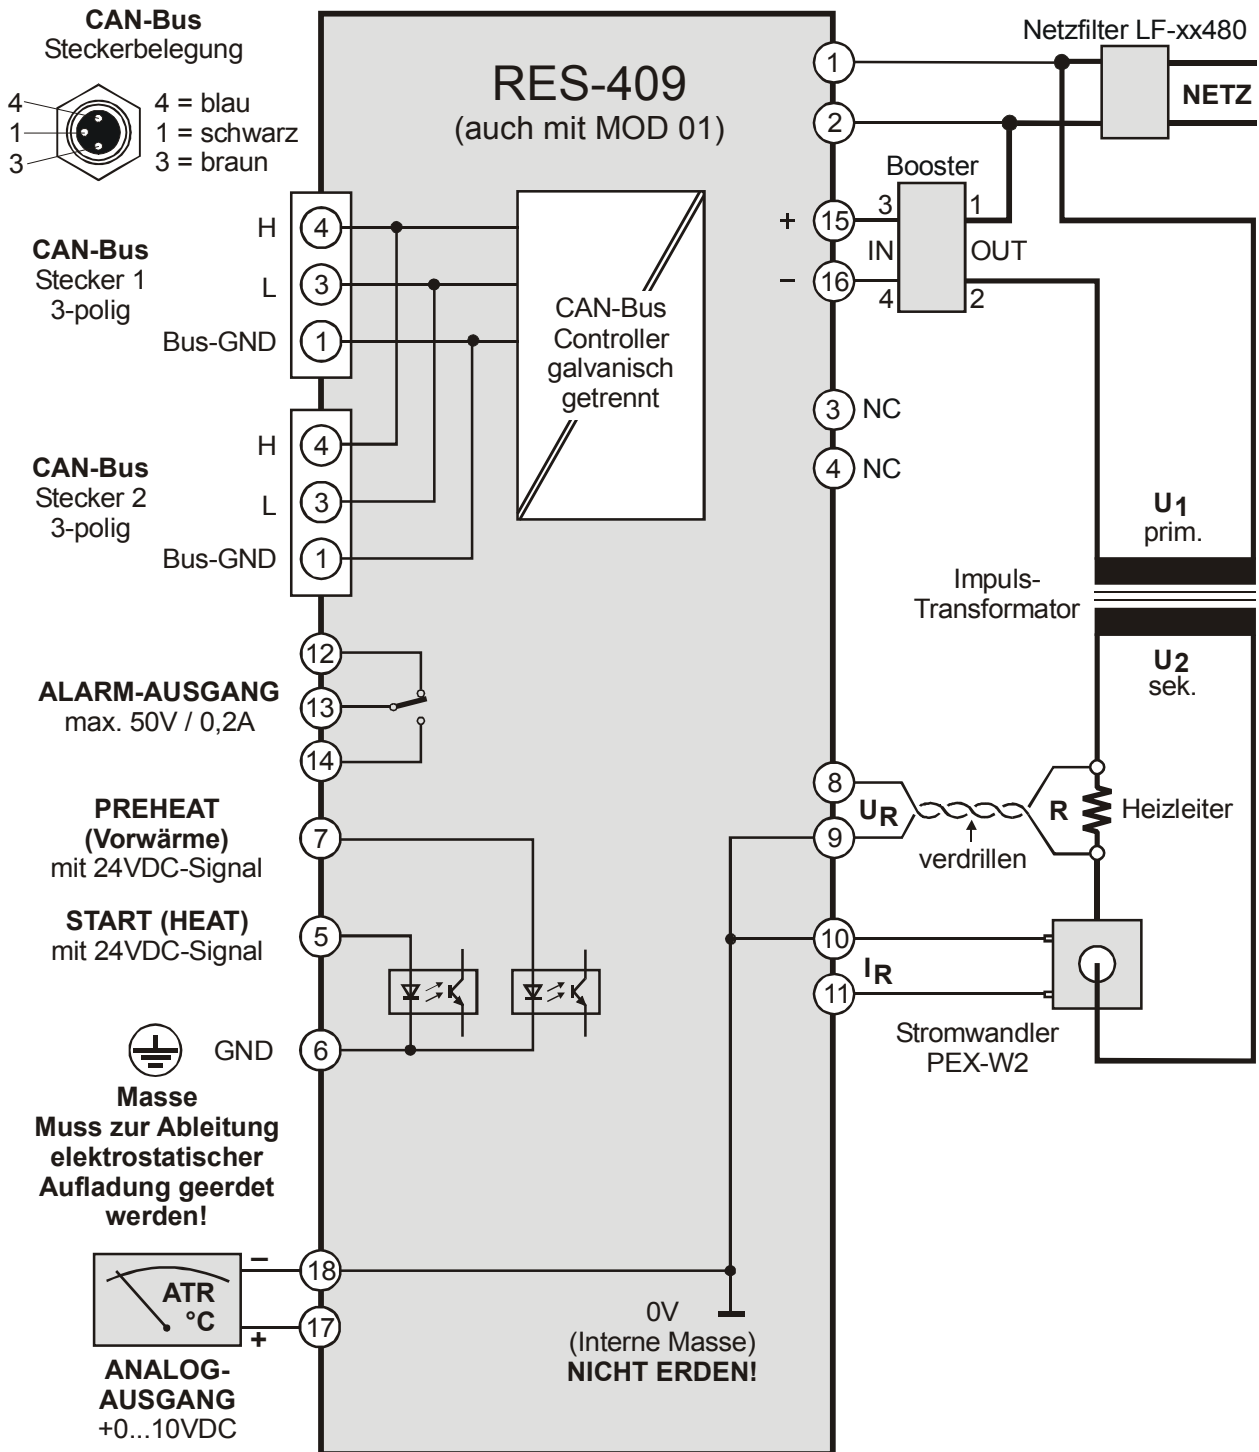 CAN-Bus
Steckerbelegung
4
1
3
4 = blau
1 = schwarz
3 = braun
RES-409
(auch mit MOD 01)
CAN-Bus
Stecker 1
3-polig
H
L
Bus-GND
4
3
1
CAN-Bus
Stecker 2
3-polig
H
L
Bus-GND
4
3
1
CAN-Bus
Controller
galvanisch
getrennt
ALARM-AUSGANG
max. 50V / 0,2A
12
13
14
PREHEAT
(Vorwärme)
mit 24VDC-Signal
7
START (HEAT)
mit 24VDC-Signal
5
GND
6
Masse
Muss zur Ableitung
elektrostatischer
Aufladung geerdet
werden!
ATR
°C
–
+
18
17
ANALOG-
AUSGANG
+0...10VDC
0V
(Interne Masse)
NICHT ERDEN!
1
2
Netzfilter LF-xx480
NETZ
Booster
+
15
3
1
IN
OUT
–
16
4
2
3
NC
4
NC
U1
prim.
Impuls-
Transformator
U2
sek.
8
9
UR
verdrillen
R
Heizleiter
10
11
IR
Stromwandler
PEX-W2